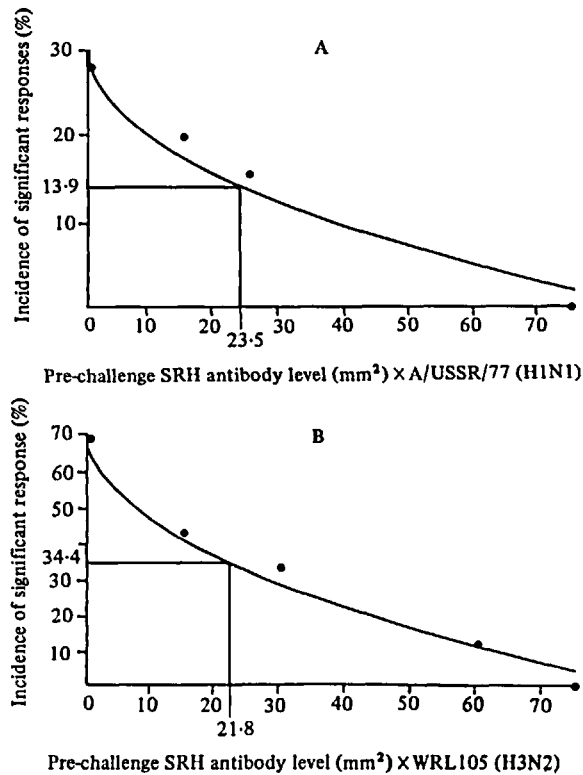 A
Incidence of significant responses (%)
30
20
13·9
10
0 10 20 30 40 50 60 70
23·5
Pre-challenge SRH antibody level (mm²) × A/USSR/77 (H1N1)
B
Incidence of significant response (%)
70
60
50
34·4
30
20
10
0 10 20 30 40 50 60 70
21·8
Pre-challenge SRH antibody level (mm²) × WRL105 (H3N2)